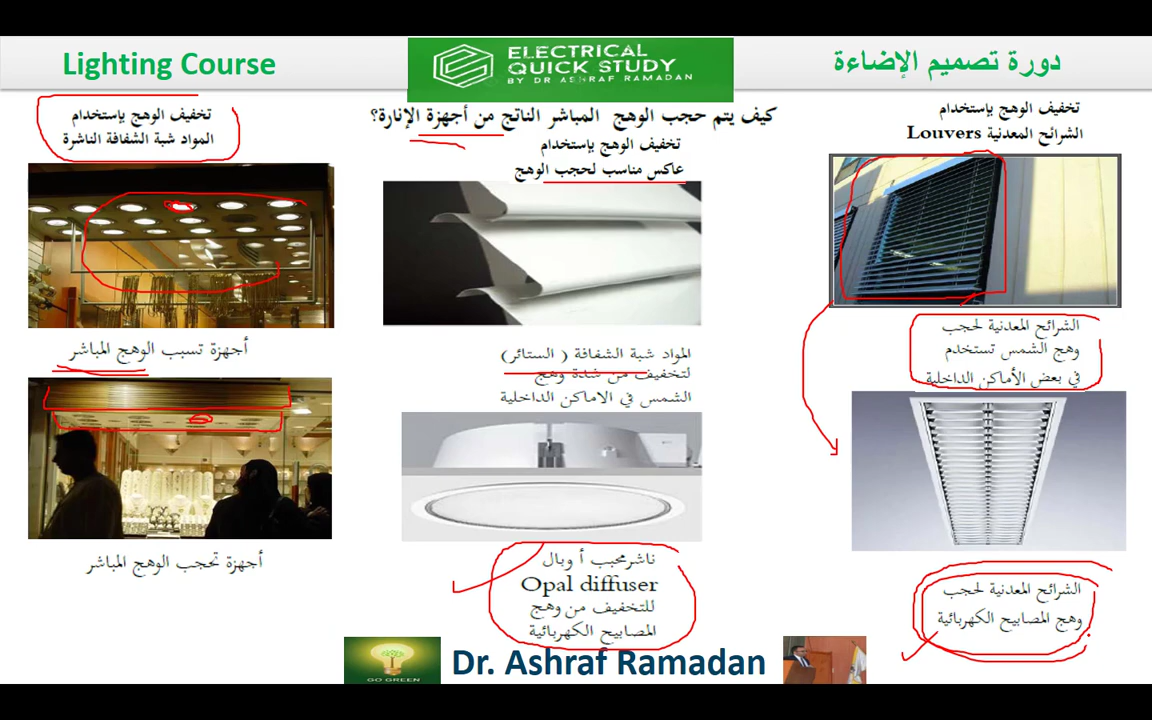 Lighting Course
ELECTRICAL
QUICK STUDY
BY DR ASHRAF RAMADAN
دورة تصميم الإضاءة
كيف يتم حجب الوهج المباشر الناتج من أجهزة الإنارة؟
تخفيف الوهج بإستخدام
الشرائح المعدنية Louvers
الشرائح المعدنية لحجب
وهج الشمس تستخدم
في بعض الأماكن الداخلية
الشرائح المعدنية لحجب
وهج المصابيح الكهربائية
تخفيف الوهج بإستخدام
عاكس مناسب لحجب الوهج
المواد شبة الشفافة ( الستائر)
لتخفيف من شدة وهج
الشمس في الاماكن الداخلية
ناشر محبب أ وبال
Opal diffuser
للتخفيف من وهج
المصابيح الكهربائية
تخفيف الوهج بإستخدام
المواد شبة الشفافة الناشرة
أجهزة تسبب الوهج المباشر
أجهزة تحجب الوهج المباشر
GO GREEN
Dr. Ashraf Ramadan